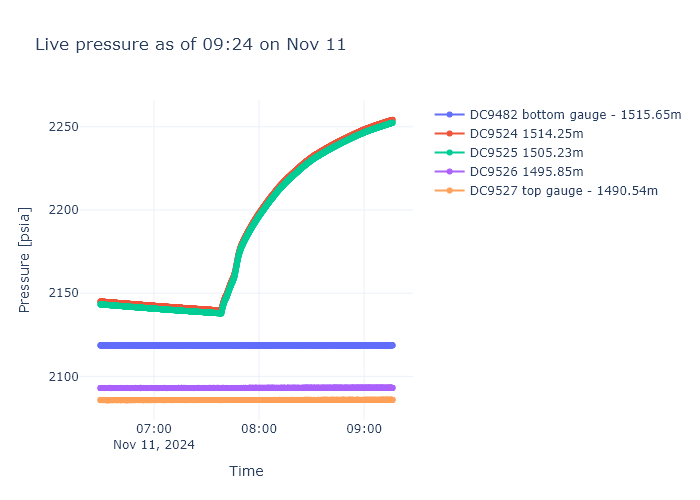 Live pressure as of 09:24 on Nov 11
Pressure [psia]
2250
2200
2150
2100
07:00
Nov 11, 2024
08:00
09:00
Time
DC9482 bottom gauge - 1515.65m
DC9524 1514.25m
DC9525 1505.23m
DC9526 1495.85m
DC9527 top gauge - 1490.54m